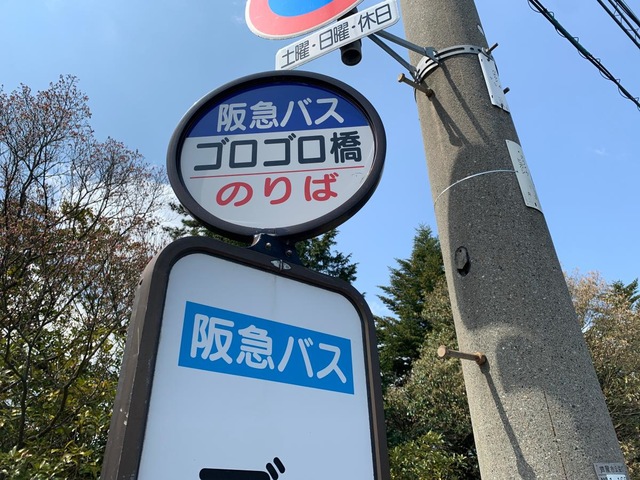 土曜・日曜・休日
阪急バス
ゴロゴロ橋
のりば
阪急バス